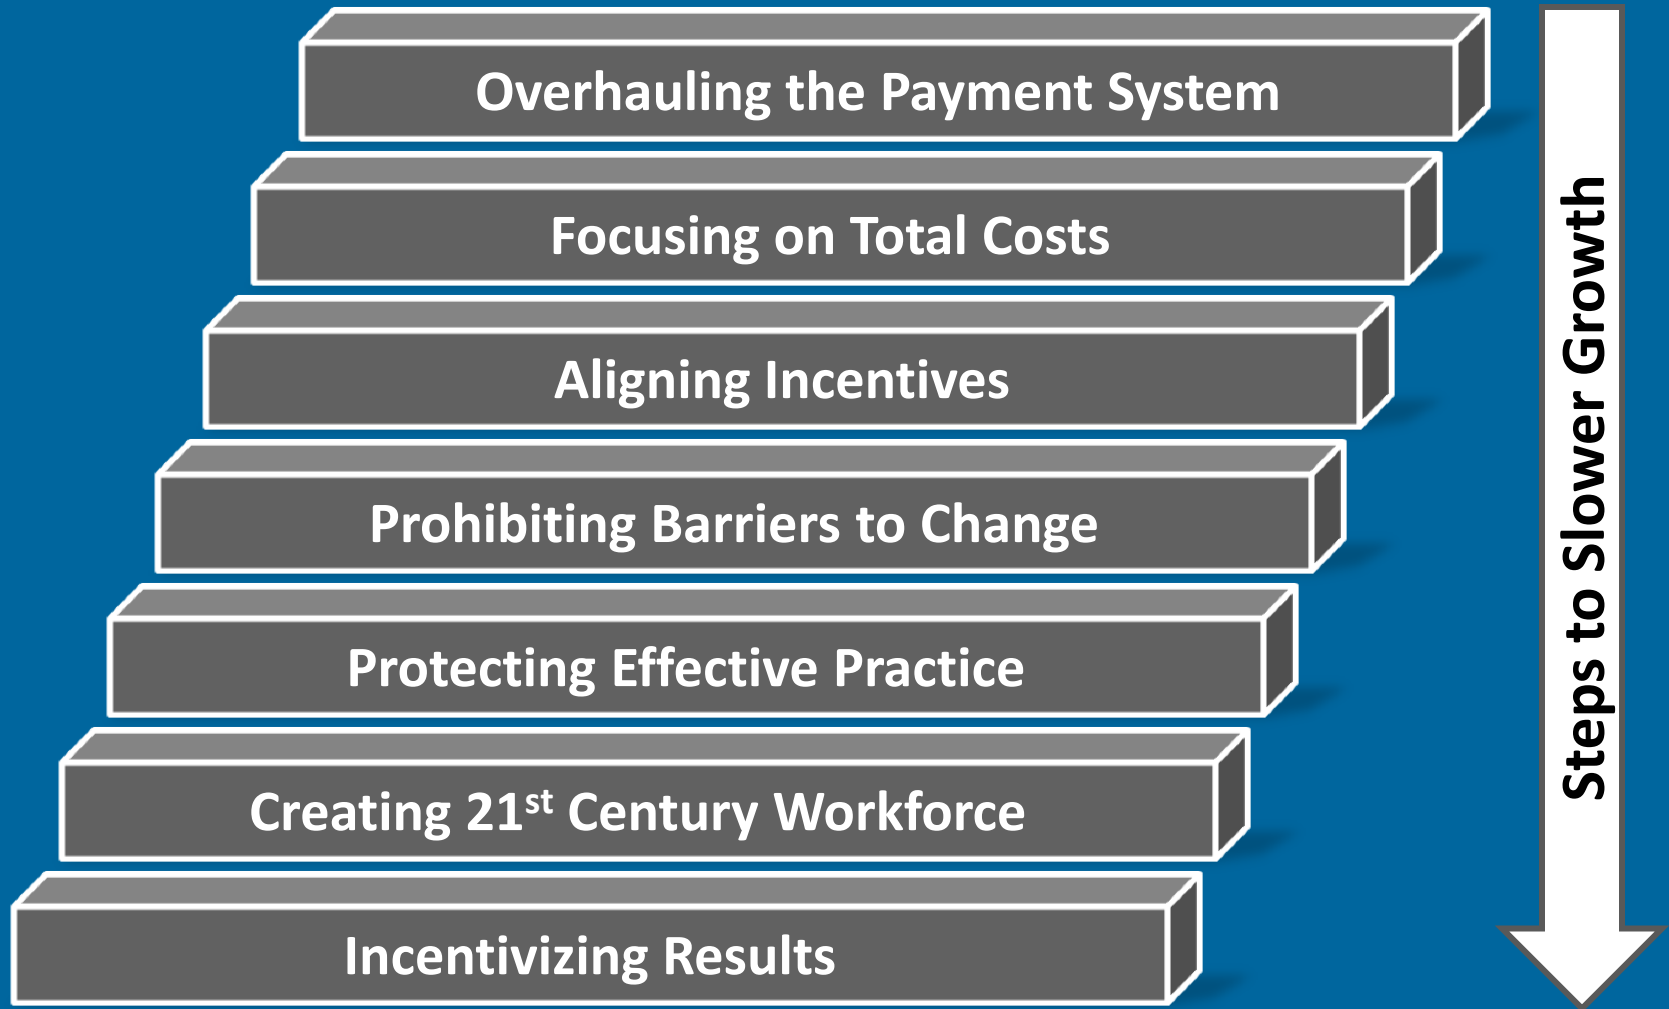 Overhauling the Payment System
Focusing on Total Costs
Aligning Incentives
Prohibiting Barriers to Change
Protecting Effective Practice
Creating 21st Century Workforce
Incentivizing Results
Steps to Slower Growth